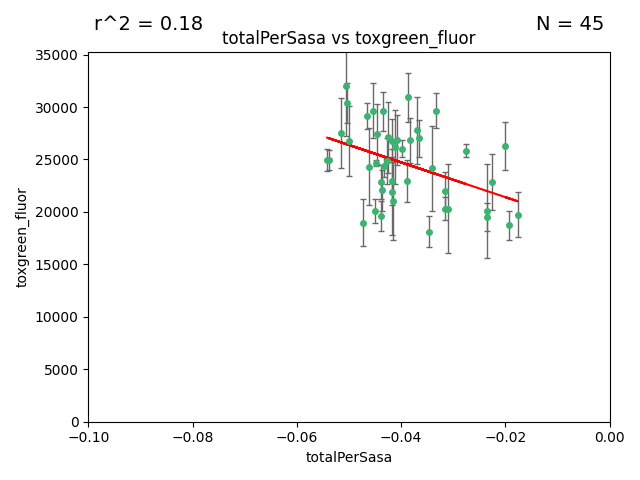 r^2 = 0.18
N = 45
totalPerSasa vs toxgreen_fluor
35000
30000
25000
20000
15000
10000
5000
0
toxgreen_fluor
−0.10
−0.08
−0.06
−0.04
−0.02
0.00
totalPerSasa